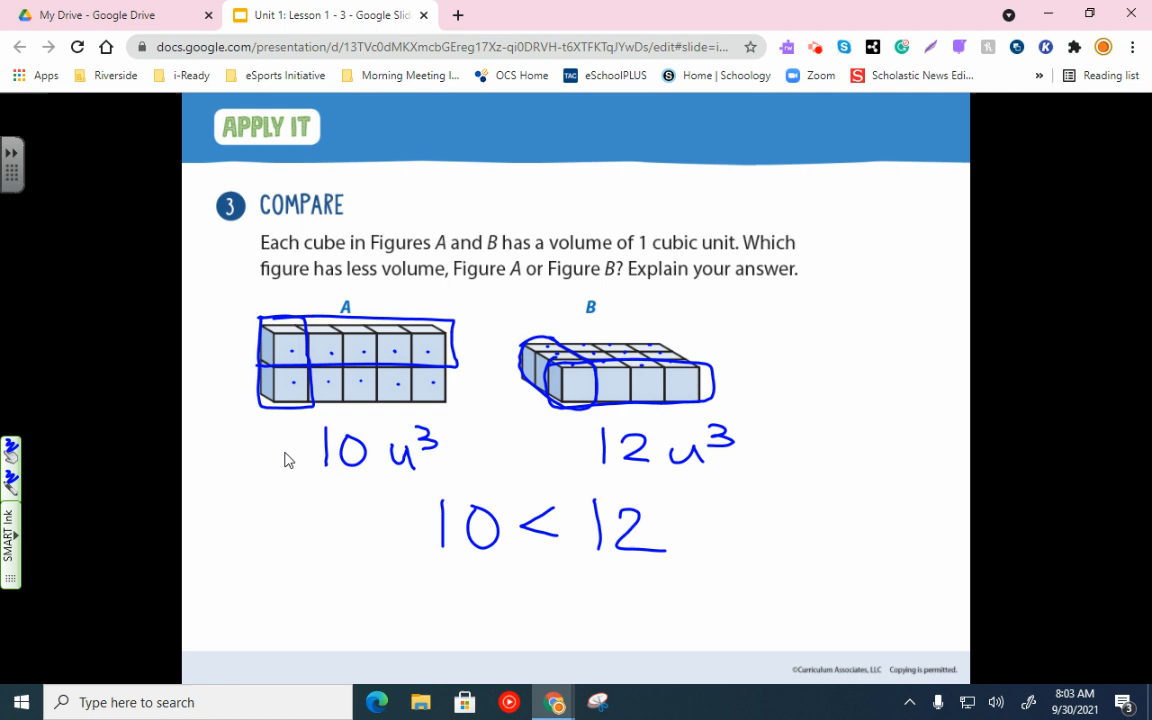 My Drive - Google Drive
Unit 1: Lesson 1 - 3 - Google Slid
docs.google.com/presentation/d/13TVc0dMKXmcbGEreg17Xz-qi0DRVH-t6XTFKTqJYwDs/edit#slide=i...
Apps Riverside i-Ready eSports Initiative Morning Meeting I... OCS Home TAC eSchoolPLUS Home | Schoology Zoom Scholastic News Edi... » Reading list
APPLY IT
3 COMPARE
Each cube in Figures A and B has a volume of 1 cubic unit. Which
figure has less volume, Figure A or Figure B? Explain your answer.
A B
10 u³ 12 u³
10 < 12
SMART Ink
©Curriculum Associates, LLC Copying is permitted.
Type here to search
8:03 AM
9/30/2021
3